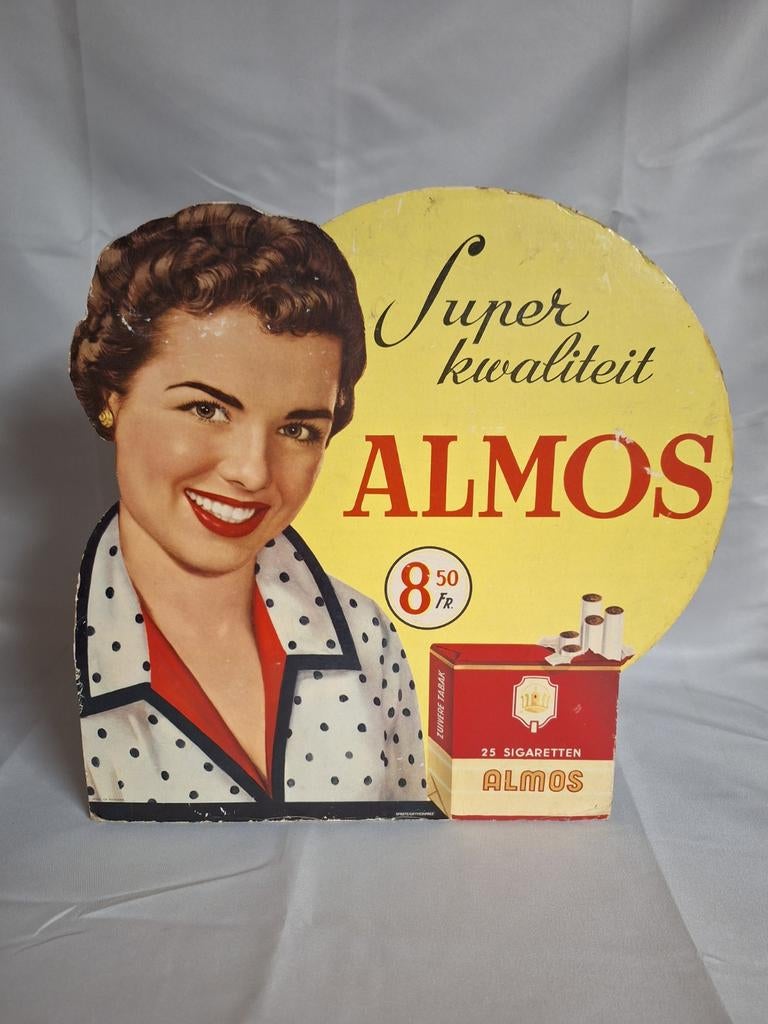 Super
kwaliteit
ALMOS
8 50
FR.
ZUIVERE TABAK
25 SIGARETTEN
ALMOS